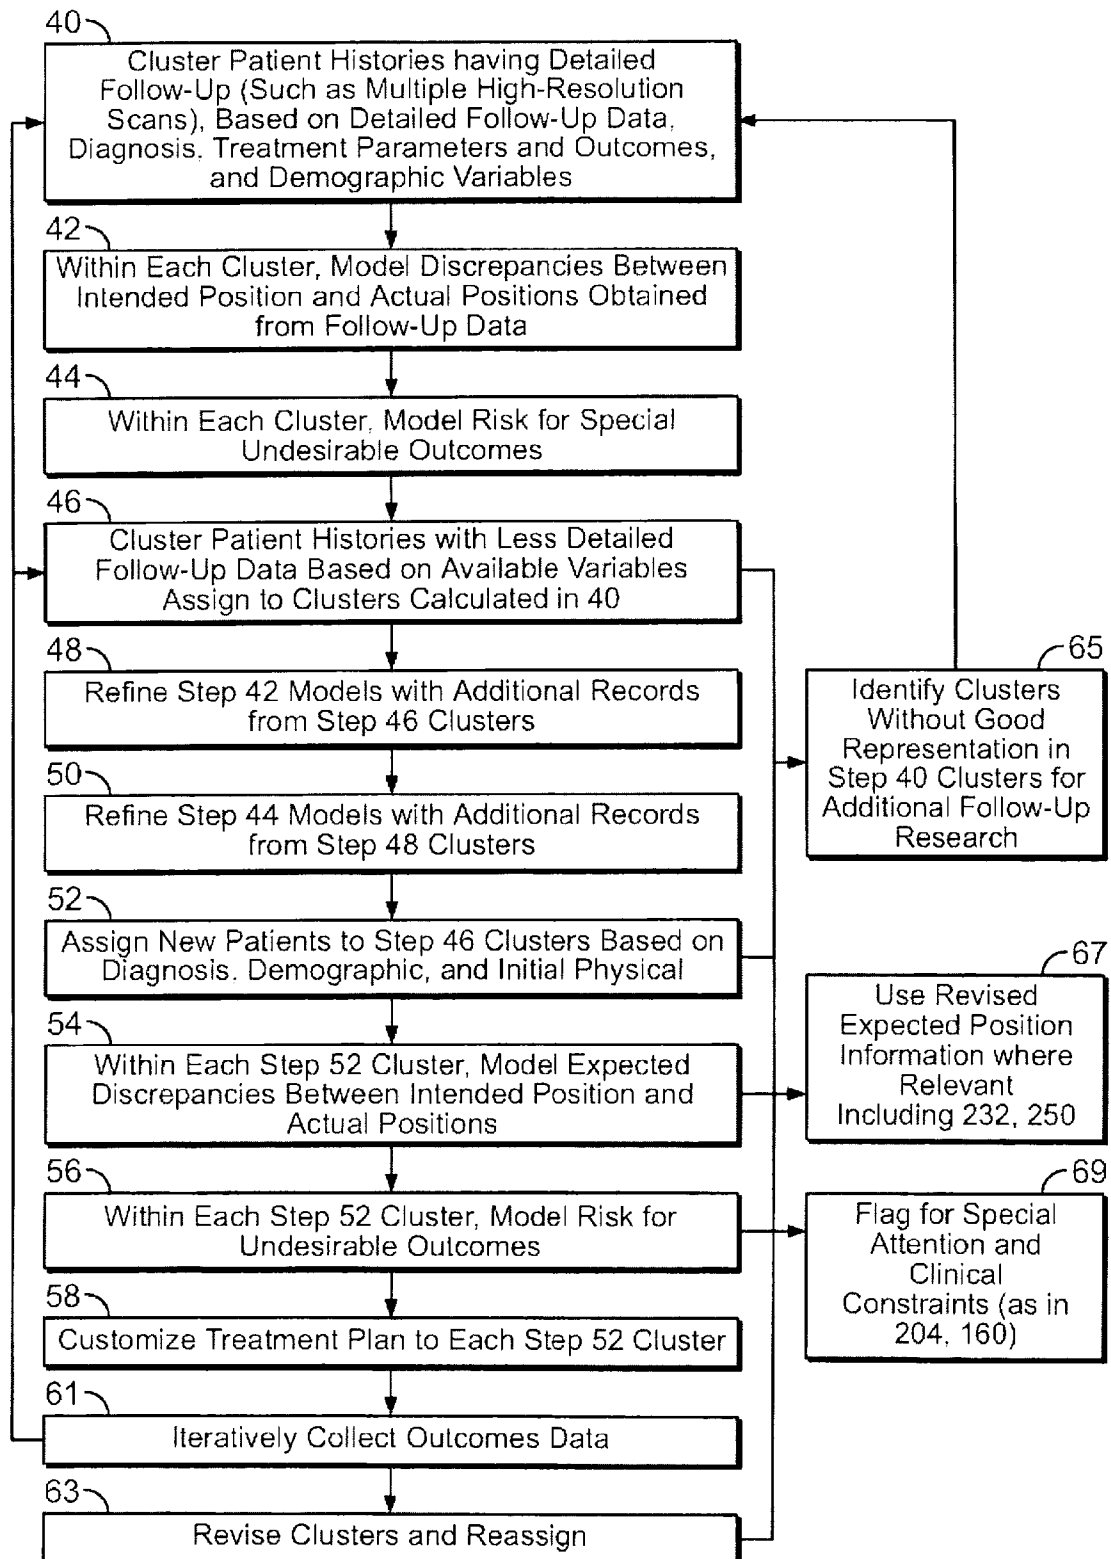 40
Cluster Patient Histories having Detailed
Follow-Up (Such as Multiple High-Resolution
Scans), Based on Detailed Follow-Up Data,
Diagnosis, Treatment Parameters and Outcomes,
and Demographic Variables
42
Within Each Cluster, Model Discrepancies Between
Intended Position and Actual Positions Obtained
from Follow-Up Data
44
Within Each Cluster, Model Risk for Special
Undesirable Outcomes
46
Cluster Patient Histories with Less Detailed
Follow-Up Data Based on Available Variables
Assign to Clusters Calculated in 40
48
Refine Step 42 Models with Additional Records
from Step 46 Clusters
50
Refine Step 44 Models with Additional Records
from Step 48 Clusters
52
Assign New Patients to Step 46 Clusters Based on
Diagnosis, Demographic, and Initial Physical
54
Within Each Step 52 Cluster, Model Expected
Discrepancies Between Intended Position and
Actual Positions
56
Within Each Step 52 Cluster, Model Risk for
Undesirable Outcomes
58
Customize Treatment Plan to Each Step 52 Cluster
61
Iteratively Collect Outcomes Data
63
Revise Clusters and Reassign
65
Identify Clusters
Without Good
Representation in
Step 40 Clusters for
Additional Follow-Up
Research
67
Use Revised
Expected Position
Information where
Relevant
Including 232, 250
69
Flag for Special
Attention and
Clinical
Constraints (as in
204, 160)